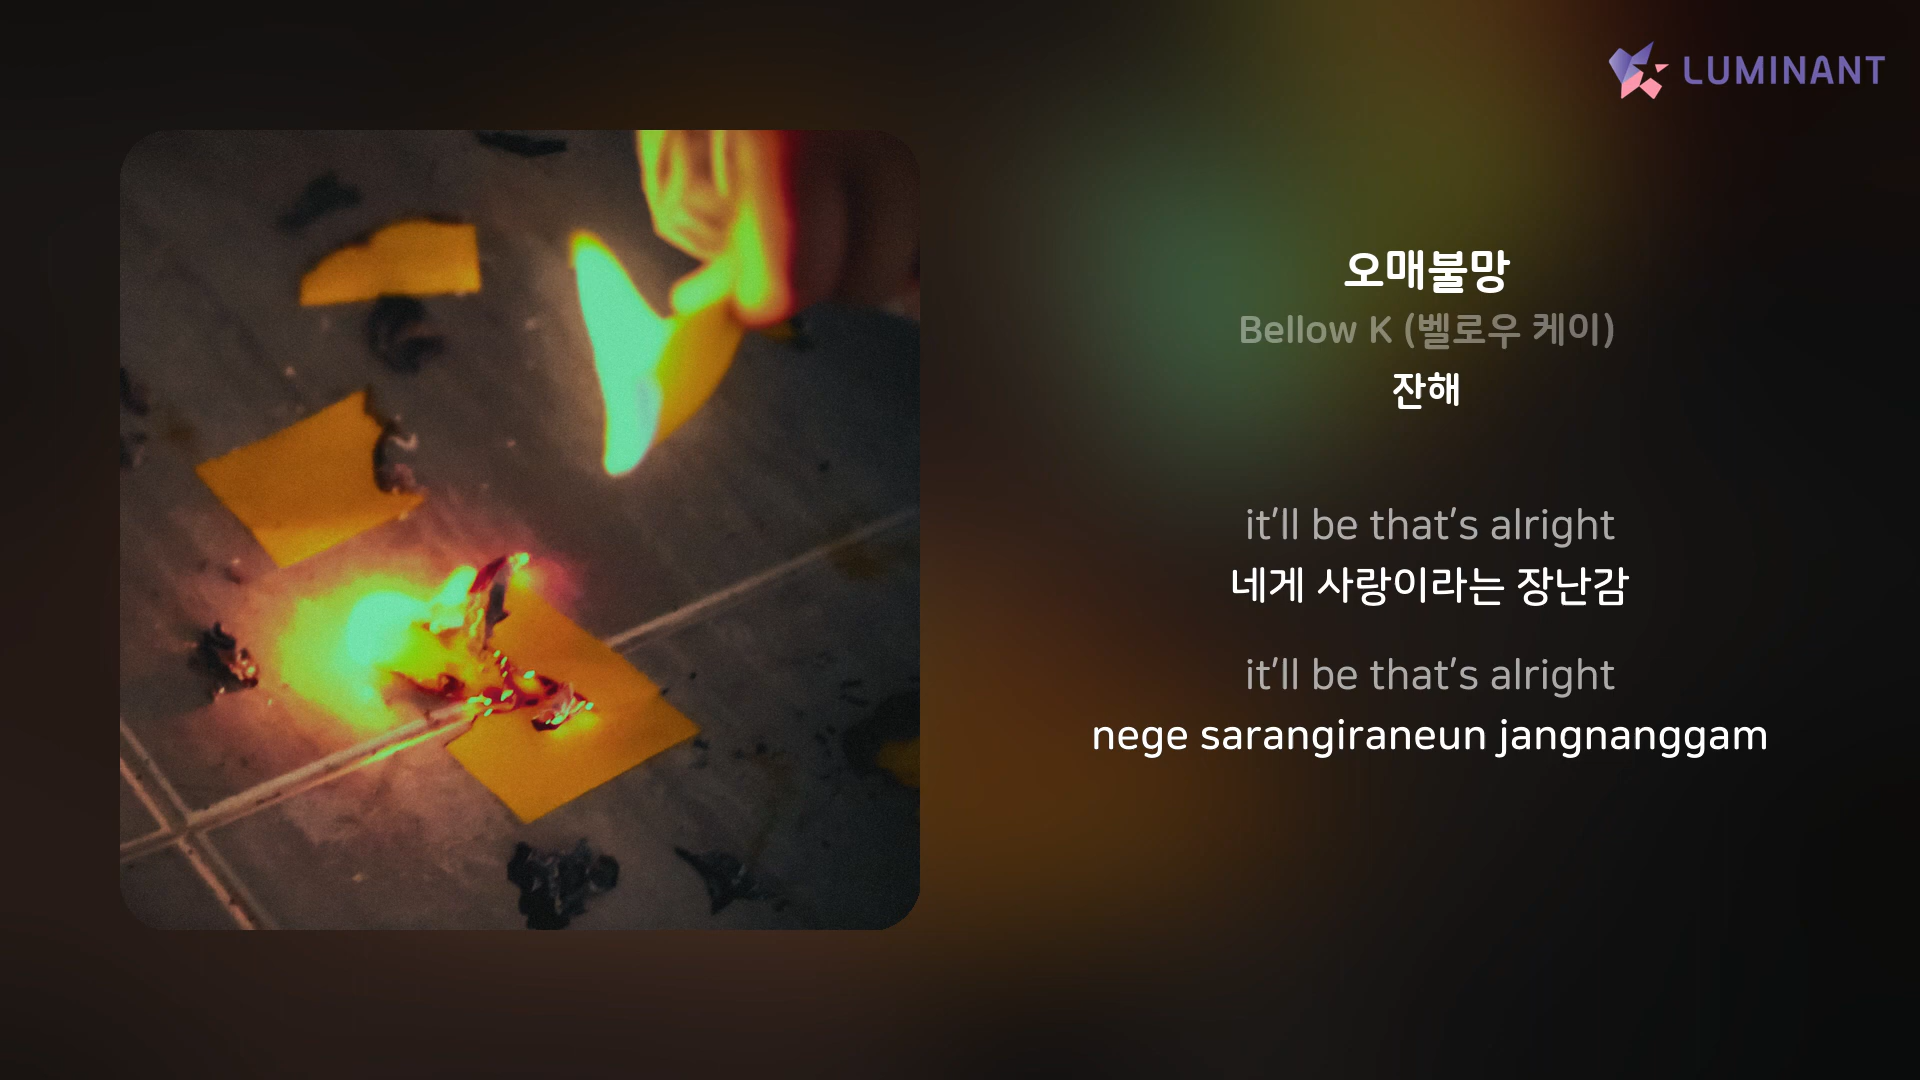 LUMINANT
오매불망
Bellow K (벨로우 케이)
잔해
it’ll be that’s alright
네게 사랑이라는 장난감
it’ll be that’s alright
nege sarangiraneun jangnanggam